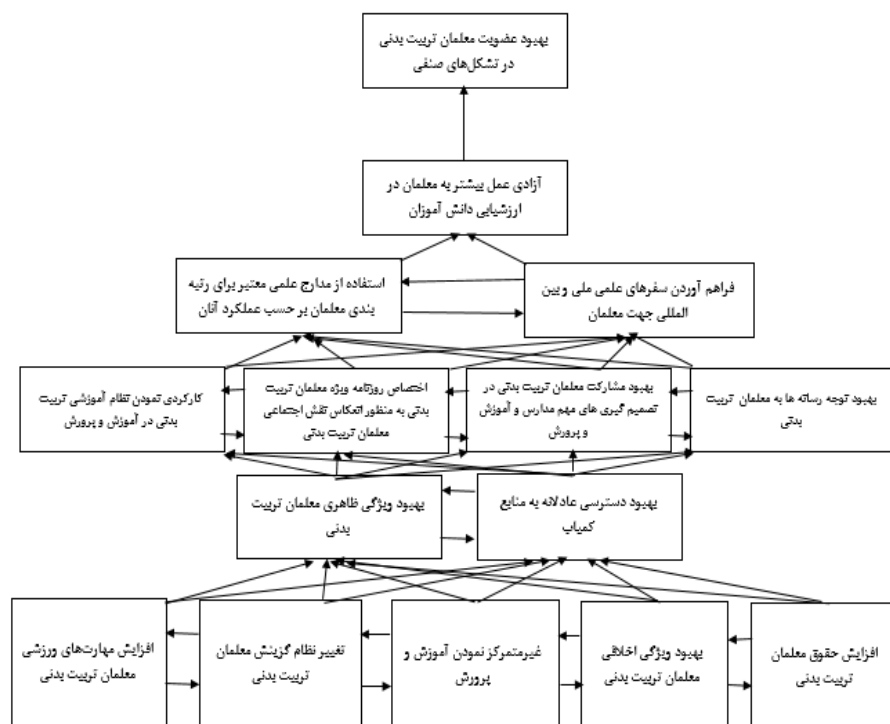 بهبود عضویت معلمان تربیت بدنی
در تشکل‌های صنفی
آزادی عمل بیشتر به معلمان در
ارزشیابی دانش آموزان
فراهم آوردن سفرهای علمی ملی و بین
المللی جهت معلمان
استفاده از مدارج علمی معتبر برای رتبه
بندی معلمان بر حسب عملکرد آنان
بهبود توجه رسانه ها به معلمان تربیت
بدنی
بهبود مشارکت معلمان تربیت بدنی در
تصمیم گیری های مهم مدارس و آموزش
و پرورش
اختصاص روزنامه ویژه معلمان تربیت
بدنی به منظور انعکاس نقش اجتماعی
معلمان تربیت بدنی
کارکردی نمودن نظام آموزشی تربیت
بدنی در آموزش و پرورش
بهبود دسترسی عادلانه به منابع
کمیاب
بهبود ویژگی ظاهری معلمان تربیت
بدنی
افزایش حقوق معلمان
تربیت بدنی
بهبود ویژگی اخلاقی
معلمان تربیت بدنی
غیرمتمرکز نمودن آموزش و
پرورش
تغییر نظام گزینش معلمان
تربیت بدنی
افزایش مهارت‌های ورزشی
معلمان تربیت بدنی